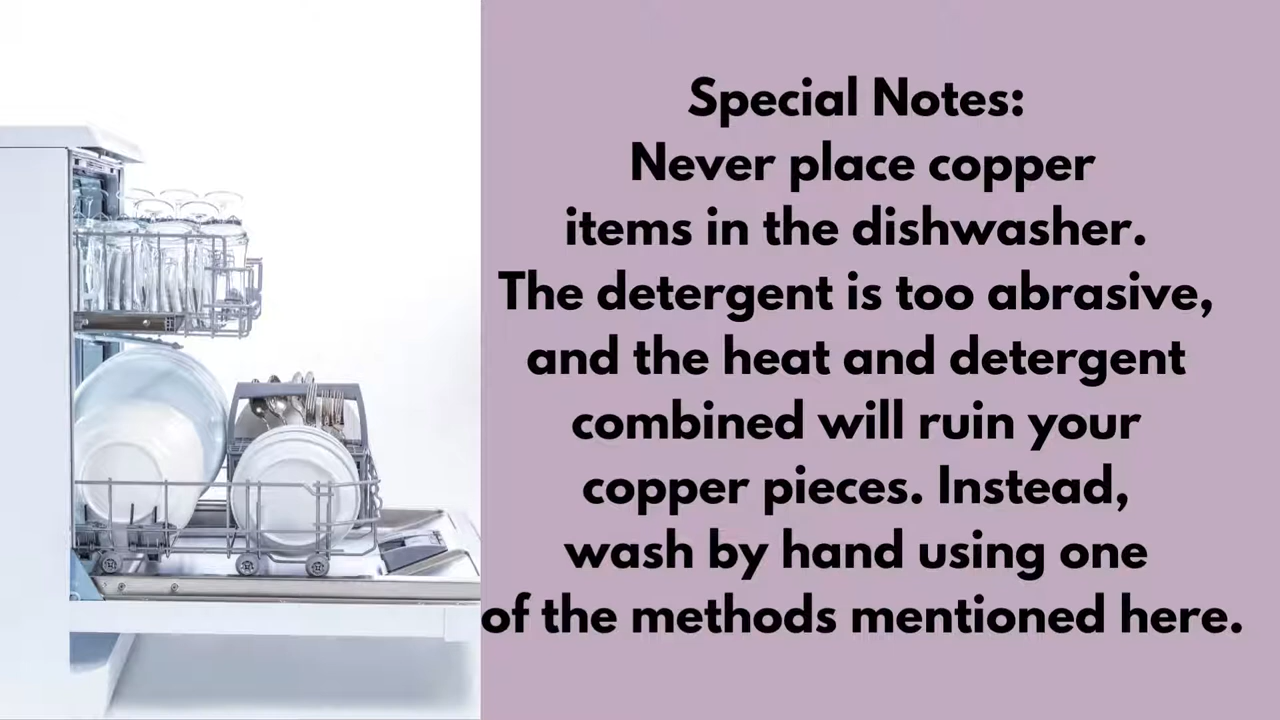 Special Notes:
Never place copper
items in the dishwasher.
The detergent is too abrasive,
and the heat and detergent
combined will ruin your
copper pieces. Instead,
wash by hand using one
of the methods mentioned here.